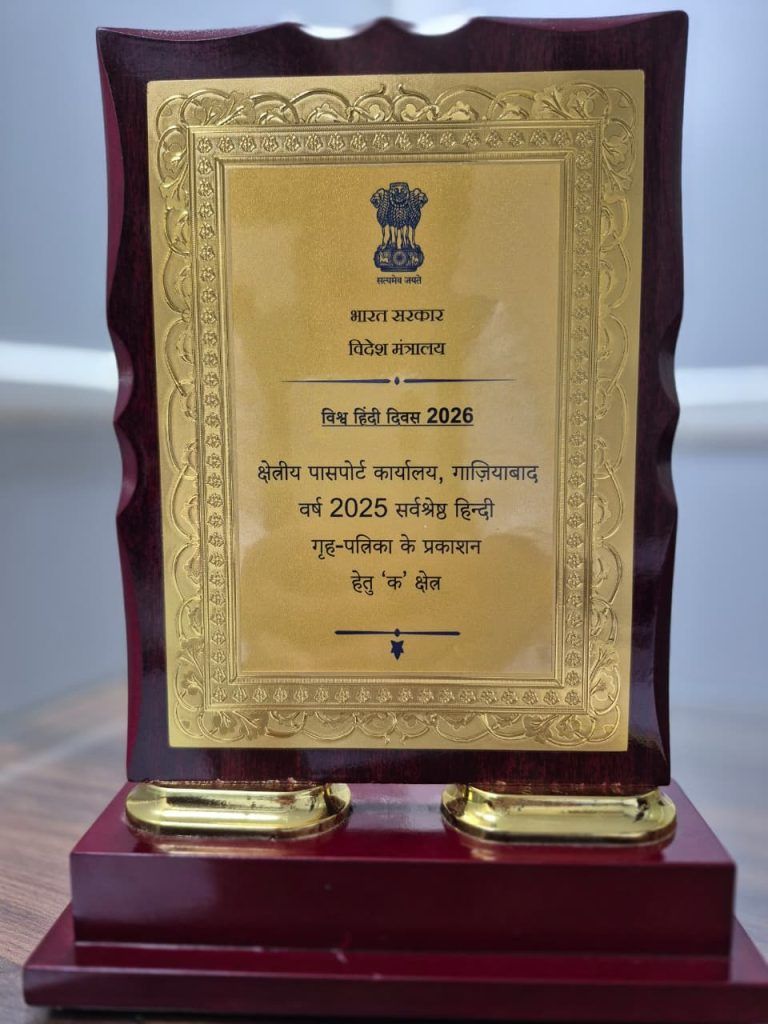 सत्यमेव जयते
भारत सरकार
विदेश मंत्रालय
विश्व हिंदी दिवस 2026
क्षेत्रीय पासपोर्ट कार्यालय, गाज़ियाबाद
वर्ष 2025 सर्वश्रेष्ठ हिन्दी
गृह-पत्रिका के प्रकाशन
हेतु ‘क’ क्षेत्र